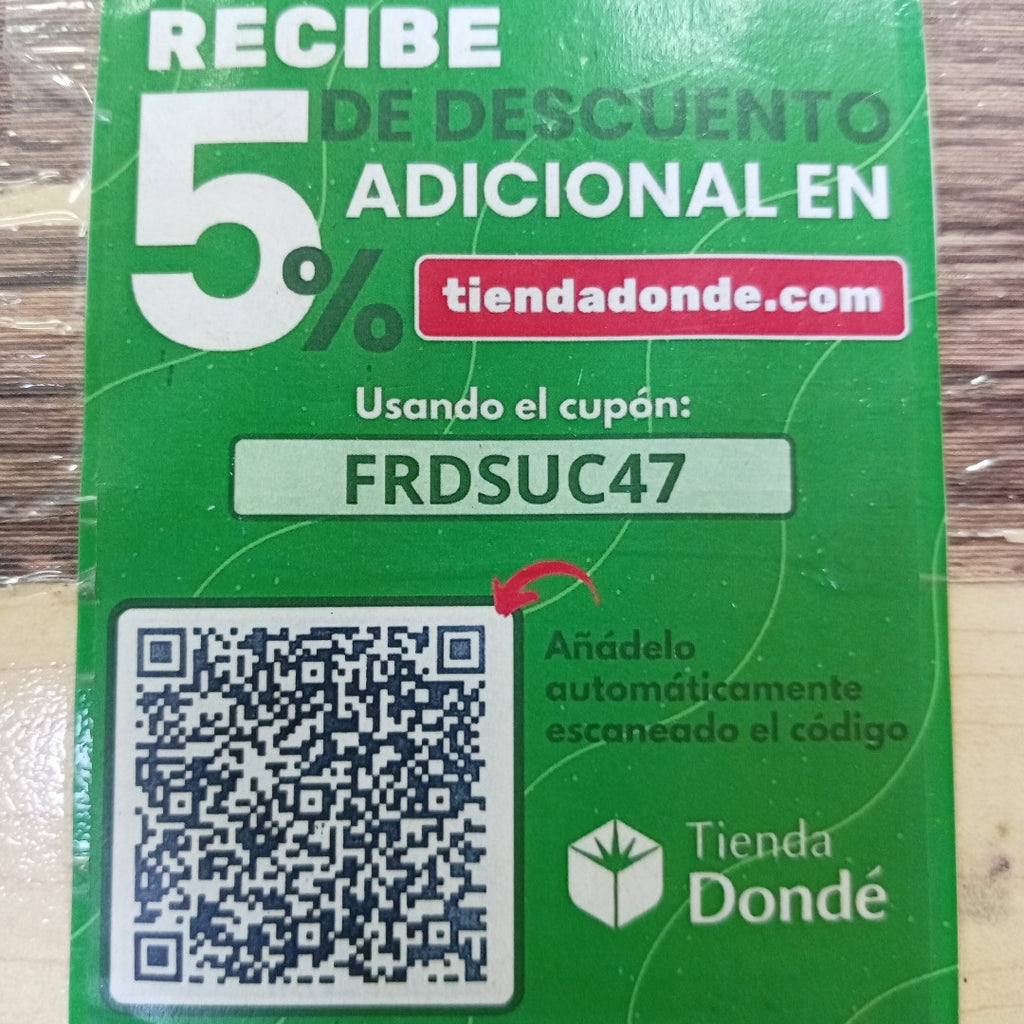 RECIBE
5% DE DESCUENTO
ADICIONAL EN
tiendadonde.com
Usando el cupón:
FRDSUC47
Añádelo
automáticamente
escaneado el código
Tienda
Dondé